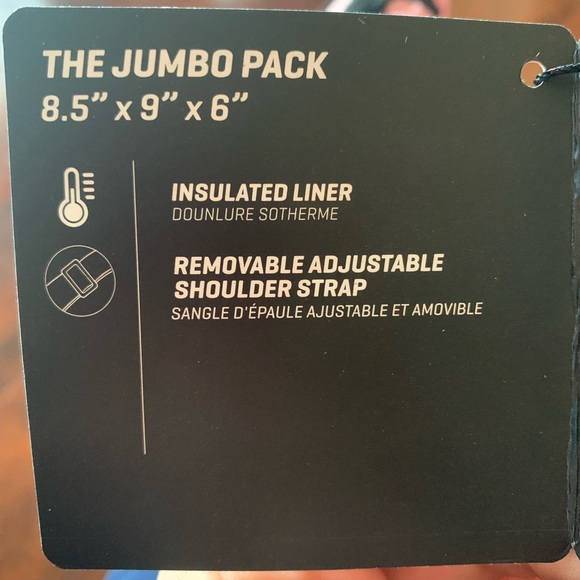 THE JUMBO PACK
8.5” x 9” x 6”
INSULATED LINER
DOUNLURE SOTHERME
REMOVABLE ADJUSTABLE
SHOULDER STRAP
SANGLE D'ÉPAULE AJUSTABLE ET AMOVIBLE